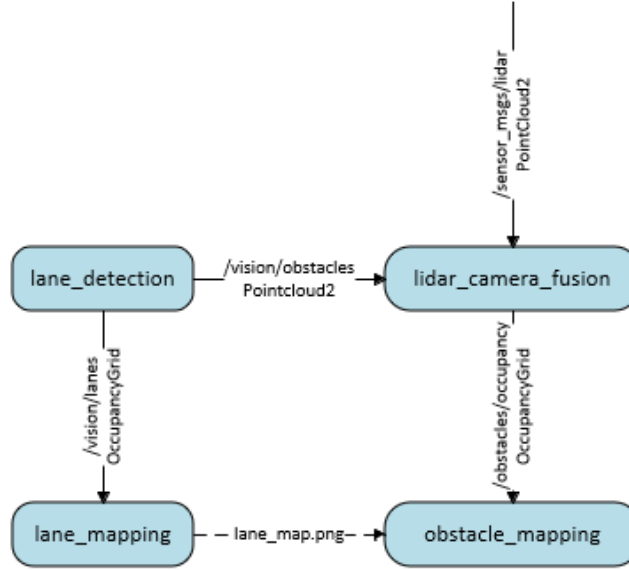 /sensor_msgs/lidar
PointCloud2
lane_detection
/vision/obstacles
Pointcloud2
lidar_camera_fusion
/vision/lanes
OccupancyGrid
/obstacles/occupancy
OccupancyGrid
lane_mapping
lane_map.png
obstacle_mapping